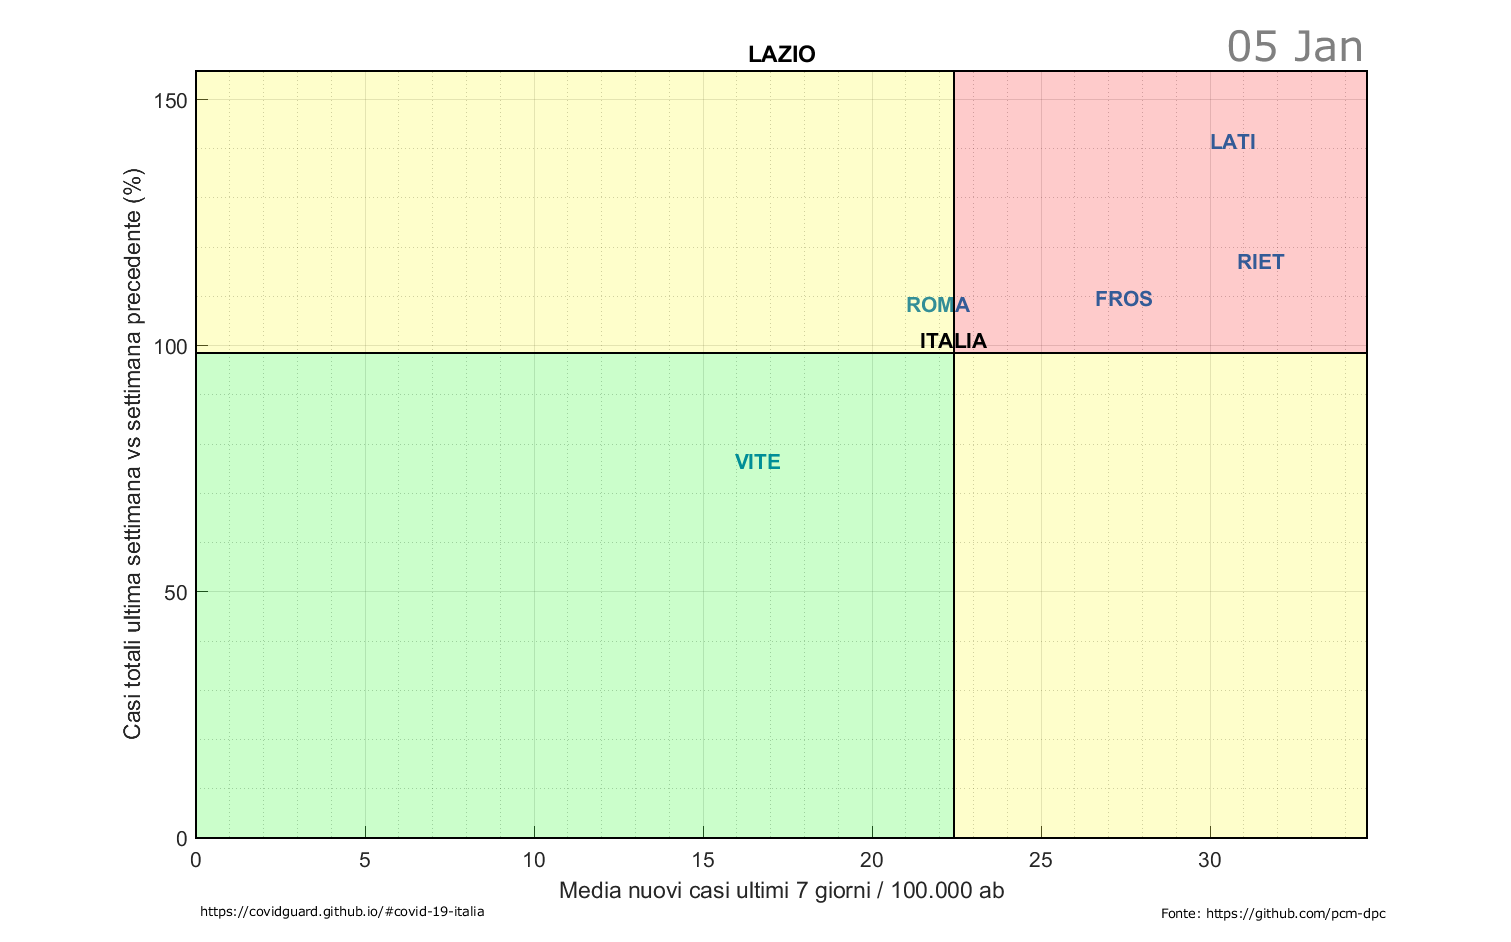 LAZIO
05 Jan
150
100
50
0
Casi totali ultima settimana vs settimana precedente (%)
LATI
RIET
FROS
ROMA
ITALIA
VITE
0 5 10 15 20 25 30
Media nuovi casi ultimi 7 giorni / 100.000 ab
https://covidguard.github.io/#covid-19-italia
Fonte: https://github.com/pcm-dpc